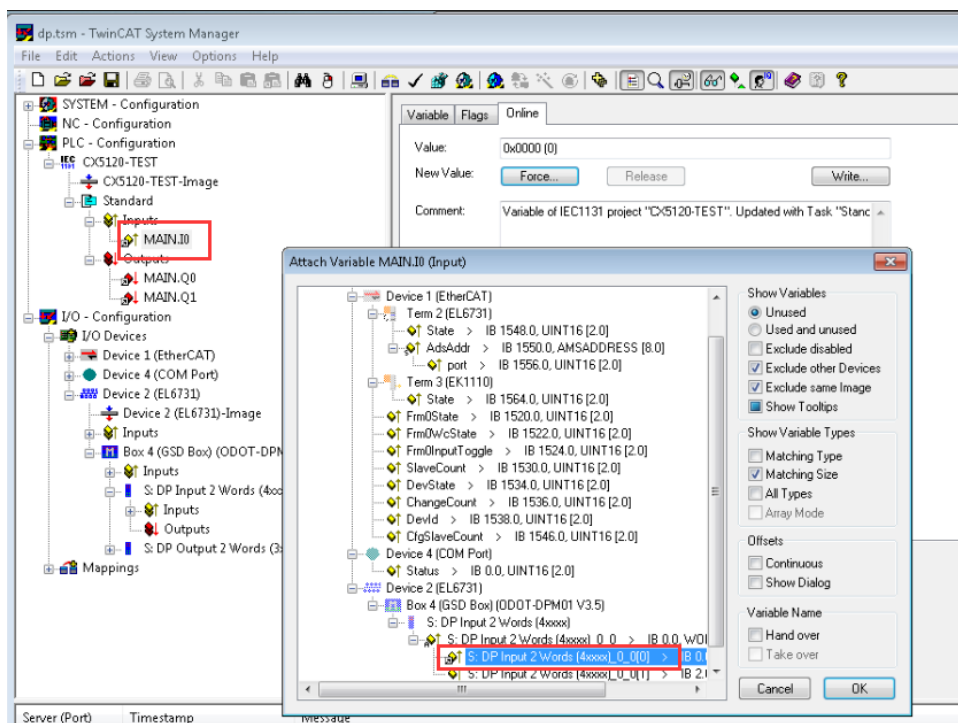 dp.tsm - TwinCAT System Manager
File Edit Actions View Options Help
SYSTEM - Configuration
NC - Configuration
PLC - Configuration
CX5120-TEST
CX5120-TEST-Image
Standard
Inputs
MAIN.I0
Outputs
MAIN.Q0
MAIN.Q1
I/O - Configuration
I/O Devices
Device 1 (EtherCAT)
Device 4 (COM Port)
Device 2 (EL6731)
Device 2 (EL6731)-Image
Inputs
Box 4 (GSD Box) (ODOT-DPM
Inputs
S: DP Input 2 Words (4xxx
Inputs
Outputs
S: DP Output 2 Words (3x
Mappings
Variable Flags Online
Value: 0x0000 (0)
New Value: Force... Release Write...
Comment: Variable of IEC1131 project "CX5120-TEST". Updated with Task "Stanc
Attach Variable MAIN.I0 (Input)
Device 1 (EtherCAT)
Term 2 (EL6731)
State > IB 1548.0, UINT16 [2.0]
AdsAddr > IB 1550.0, AMSADDRESS [8.0]
port > IB 1556.0, UINT16 [2.0]
Term 3 (EK1110)
State > IB 1564.0, UINT16 [2.0]
Frm0State > IB 1520.0, UINT16 [2.0]
Frm0WcState > IB 1522.0, UINT16 [2.0]
Frm0InputToggle > IB 1524.0, UINT16 [2.0]
SlaveCount > IB 1530.0, UINT16 [2.0]
DevState > IB 1534.0, UINT16 [2.0]
ChangeCount > IB 1536.0, UINT16 [2.0]
DevId > IB 1538.0, UINT16 [2.0]
CfgSlaveCount > IB 1546.0, UINT16 [2.0]
Device 4 (COM Port)
Status > IB 0.0, UINT16 [2.0]
Device 2 (EL6731)
Box 4 (GSD Box) (ODOT-DPM01 V3.5)
S: DP Input 2 Words (4xxxx)
S: DP Input 2 Words (4xxxx)_0_0 > IB 0.0, WO
S: DP Input 2 Words (4xxxx)_0_0[0] > IB 0.
S: DP Input 2 Words (4xxxx)_0_0[1] > IB 2.
Show Variables
Unused
Used and unused
Exclude disabled
Exclude other Devices
Exclude same Image
Show Tooltips
Show Variable Types
Matching Type
Matching Size
All Types
Array Mode
Offsets
Continuous
Show Dialog
Variable Name
Hand over
Take over
Cancel OK
Server (Port) Timestamp Message